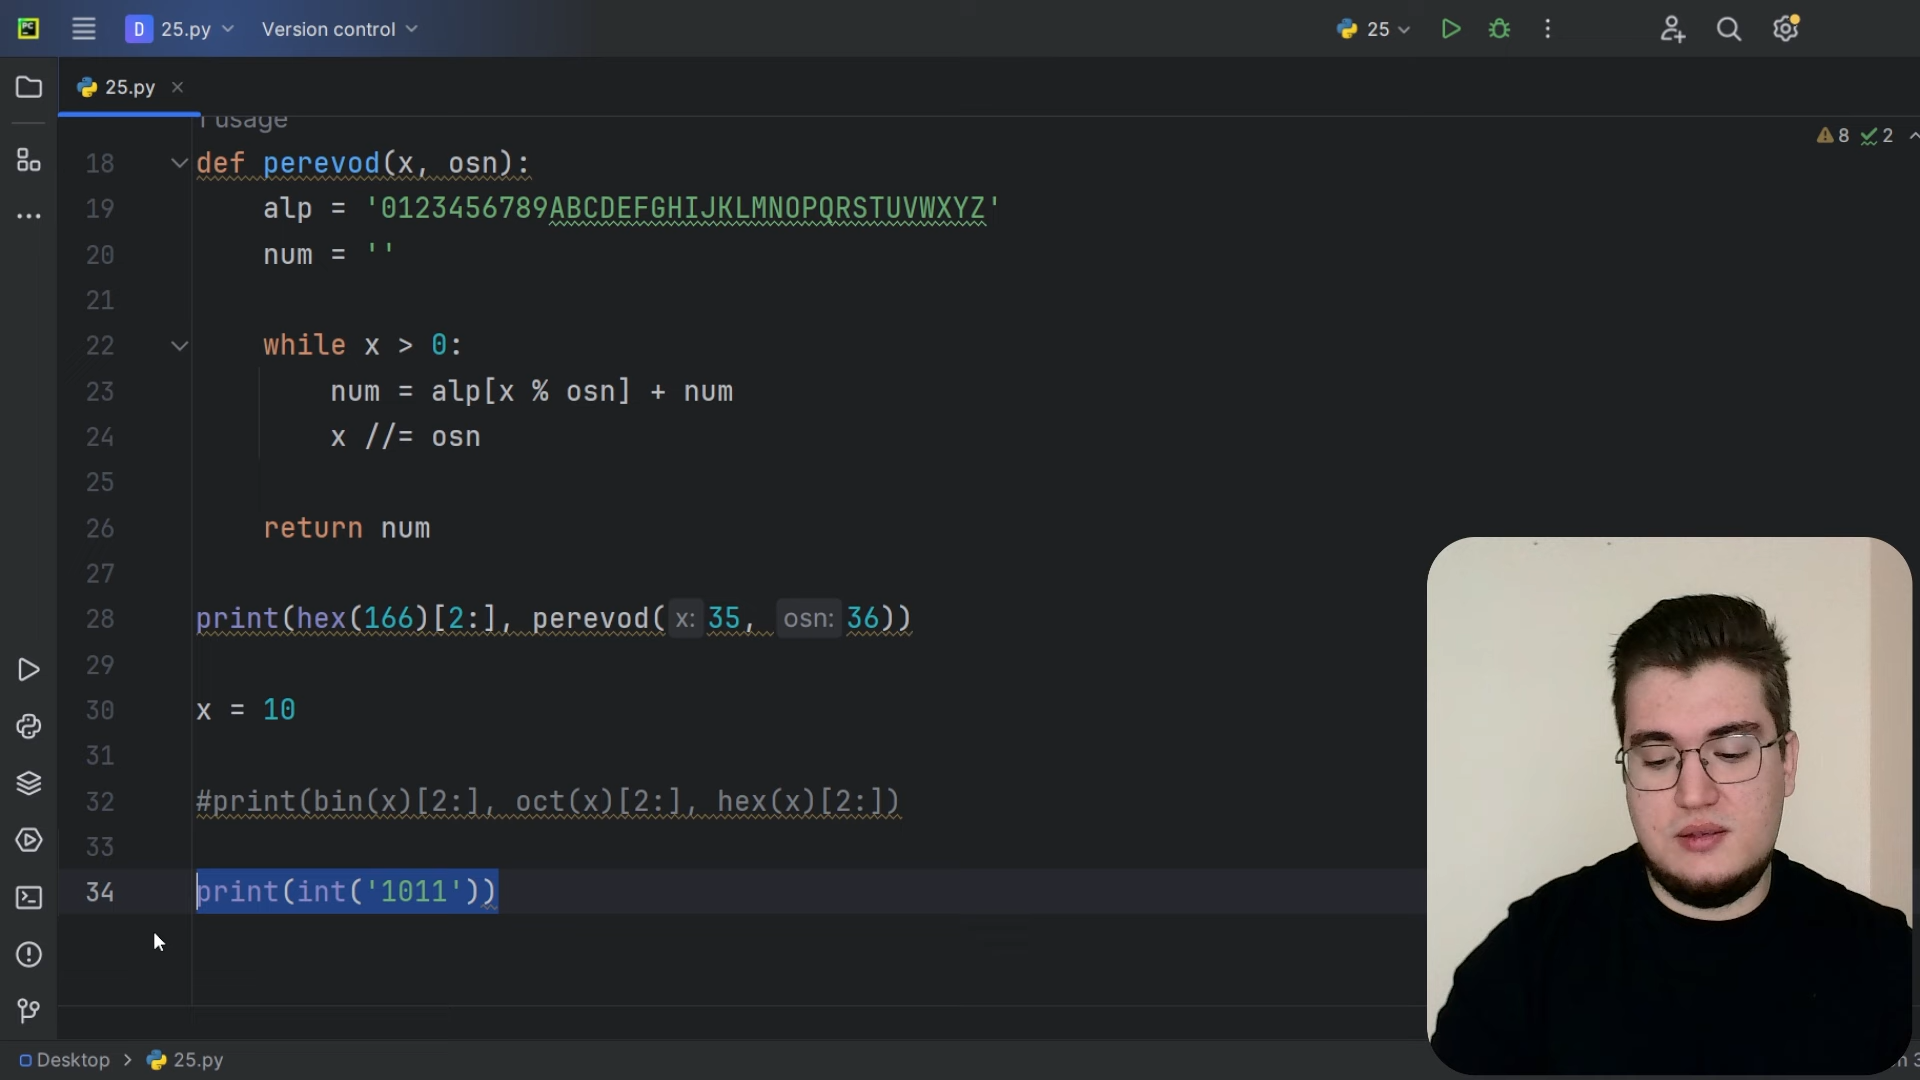 PC
D 25.py
Version control
25
25.py
1 usage
8 2
18 def perevod(x, osn):
19 alp = '0123456789ABCDEFGHIJKLMNOPQRSTUVWXYZ'
20 num = ''
21
22 while x > 0:
23 num = alp[x % osn] + num
24 x //= osn
25
26 return num
27
28 print(hex(166)[2:], perevod( x: 35, osn: 36))
29
30 x = 10
31
32 #print(bin(x)[2:], oct(x)[2:], hex(x)[2:])
33
34 print(int('1011'))
Desktop > 25.py